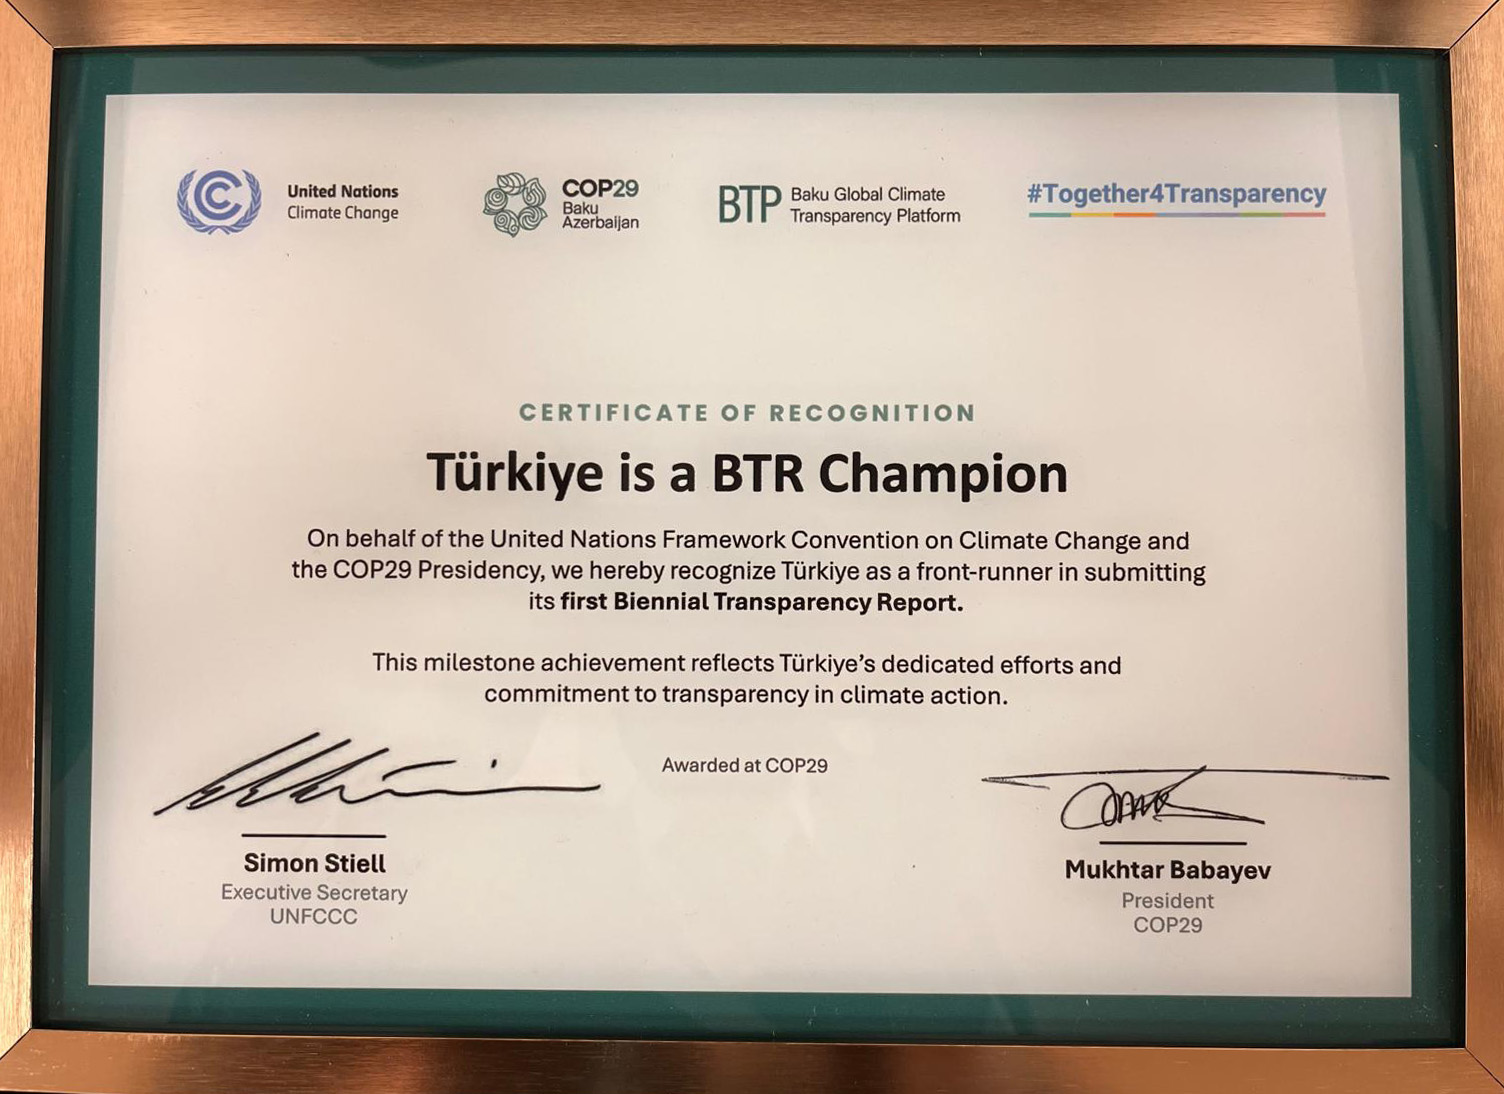 United Nations
Climate Change
COP29
Baku
Azerbaijan
BTP
Baku Global Climate
Transparency Platform
#Together4Transparency
CERTIFICATE OF RECOGNITION
Türkiye is a BTR Champion
On behalf of the United Nations Framework Convention on Climate Change and
the COP29 Presidency, we hereby recognize Türkiye as a front-runner in submitting
its first Biennial Transparency Report.
This milestone achievement reflects Türkiye's dedicated efforts and
commitment to transparency in climate action.
Awarded at COP29
Simon Stiell
Executive Secretary
UNFCCC
Mukhtar Babayev
President
COP29